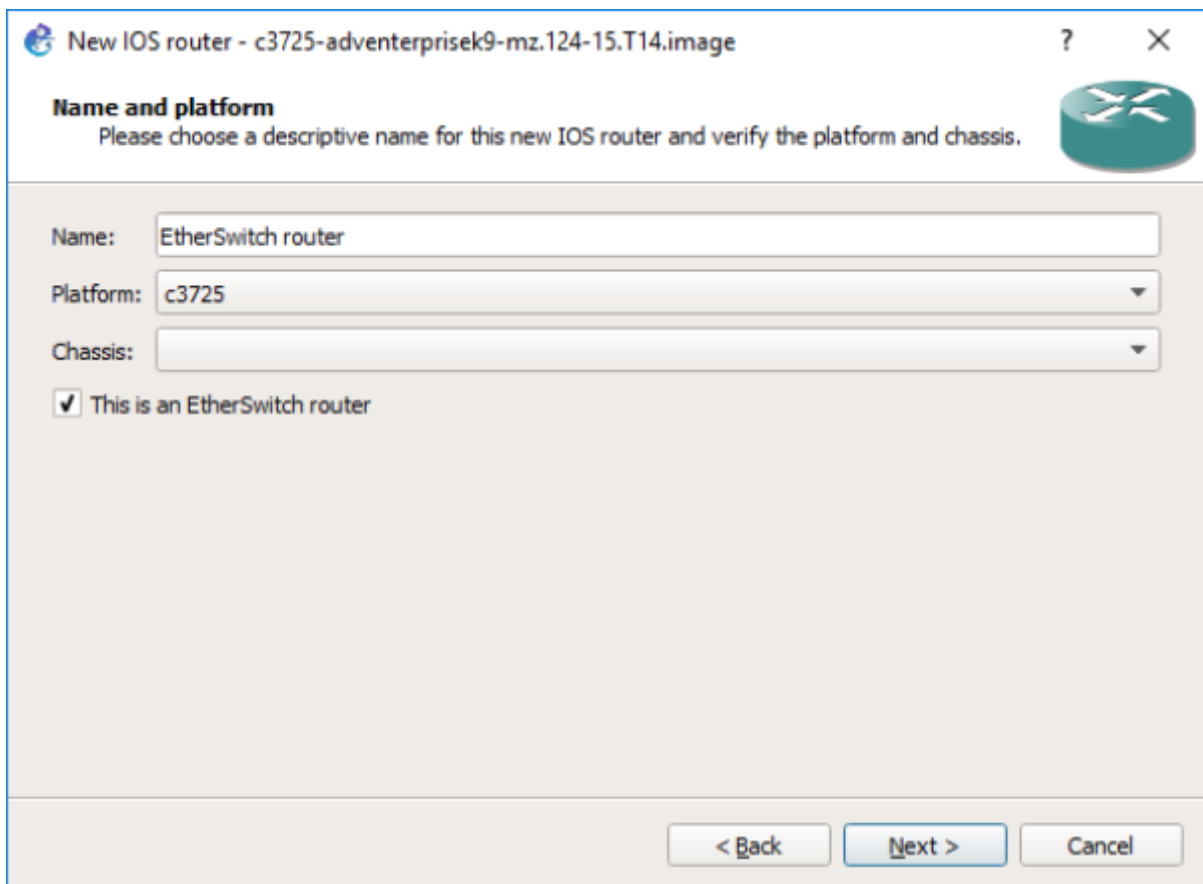 New IOS router - c3725-adventerprisek9-mz.124-15.T14.image
?
Name and platform
Please choose a descriptive name for this new IOS router and verify the platform and chassis.
Name: EtherSwitch router
Platform: c3725
Chassis:
This is an EtherSwitch router
< Back Next > Cancel